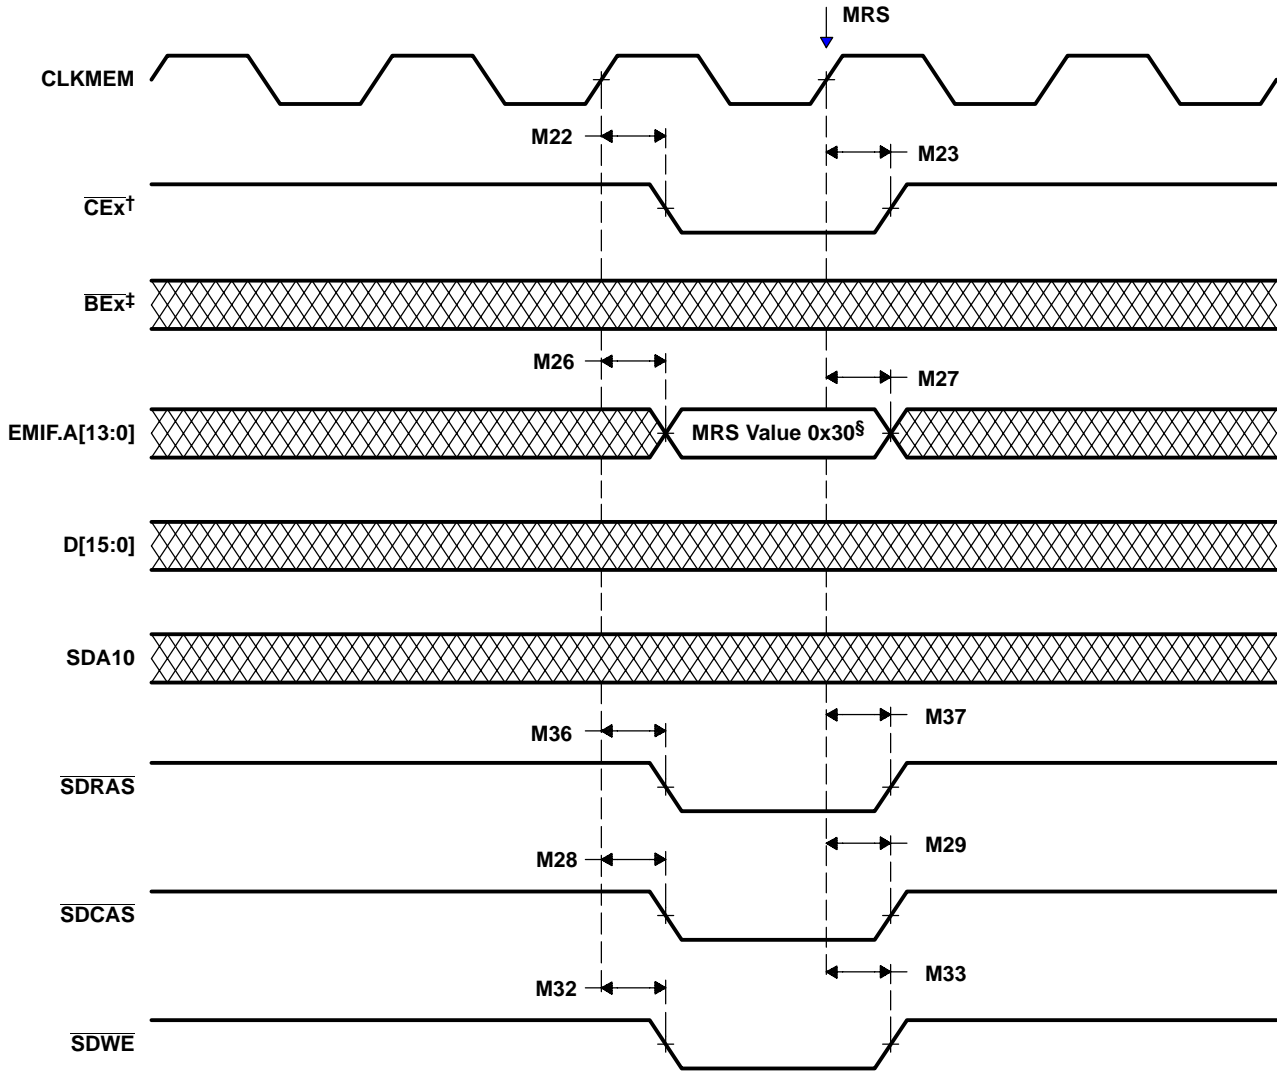 MRS
CLKMEM
M22
M23
CEx†
BEx‡
M26
M27
EMIF.A[13:0]
MRS Value 0x30§
D[15:0]
SDA10
M36
M37
SDRAS
M28
M29
SDCAS
M32
M33
SDWE